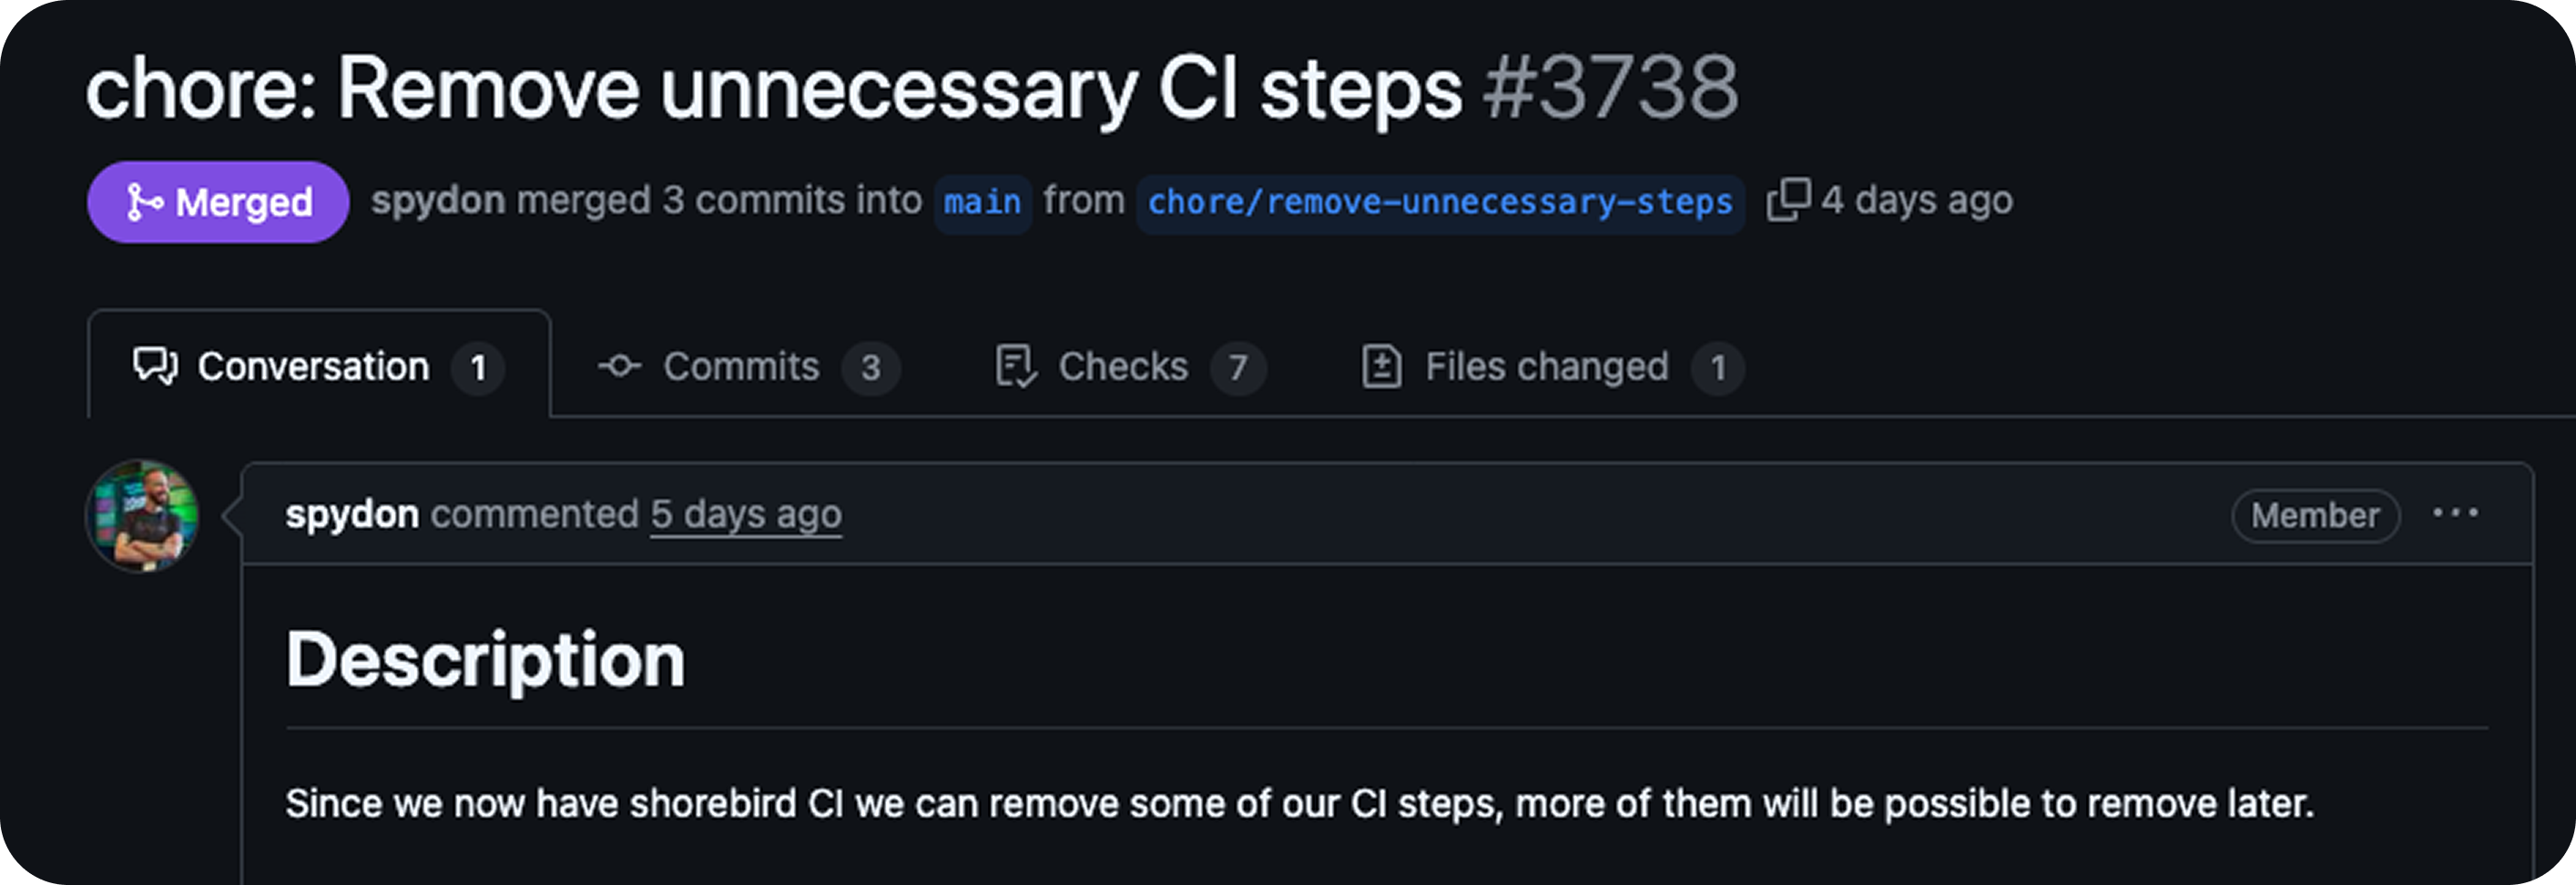 chore: Remove unnecessary CI steps #3738
Merged spydon merged 3 commits into main from chore/remove-unnecessary-steps 4 days ago
Conversation 1 Commits 3 Checks 7 Files changed 1
spydon commented 5 days ago Member ...
Description
Since we now have shorebird CI we can remove some of our CI steps, more of them will be possible to remove later.